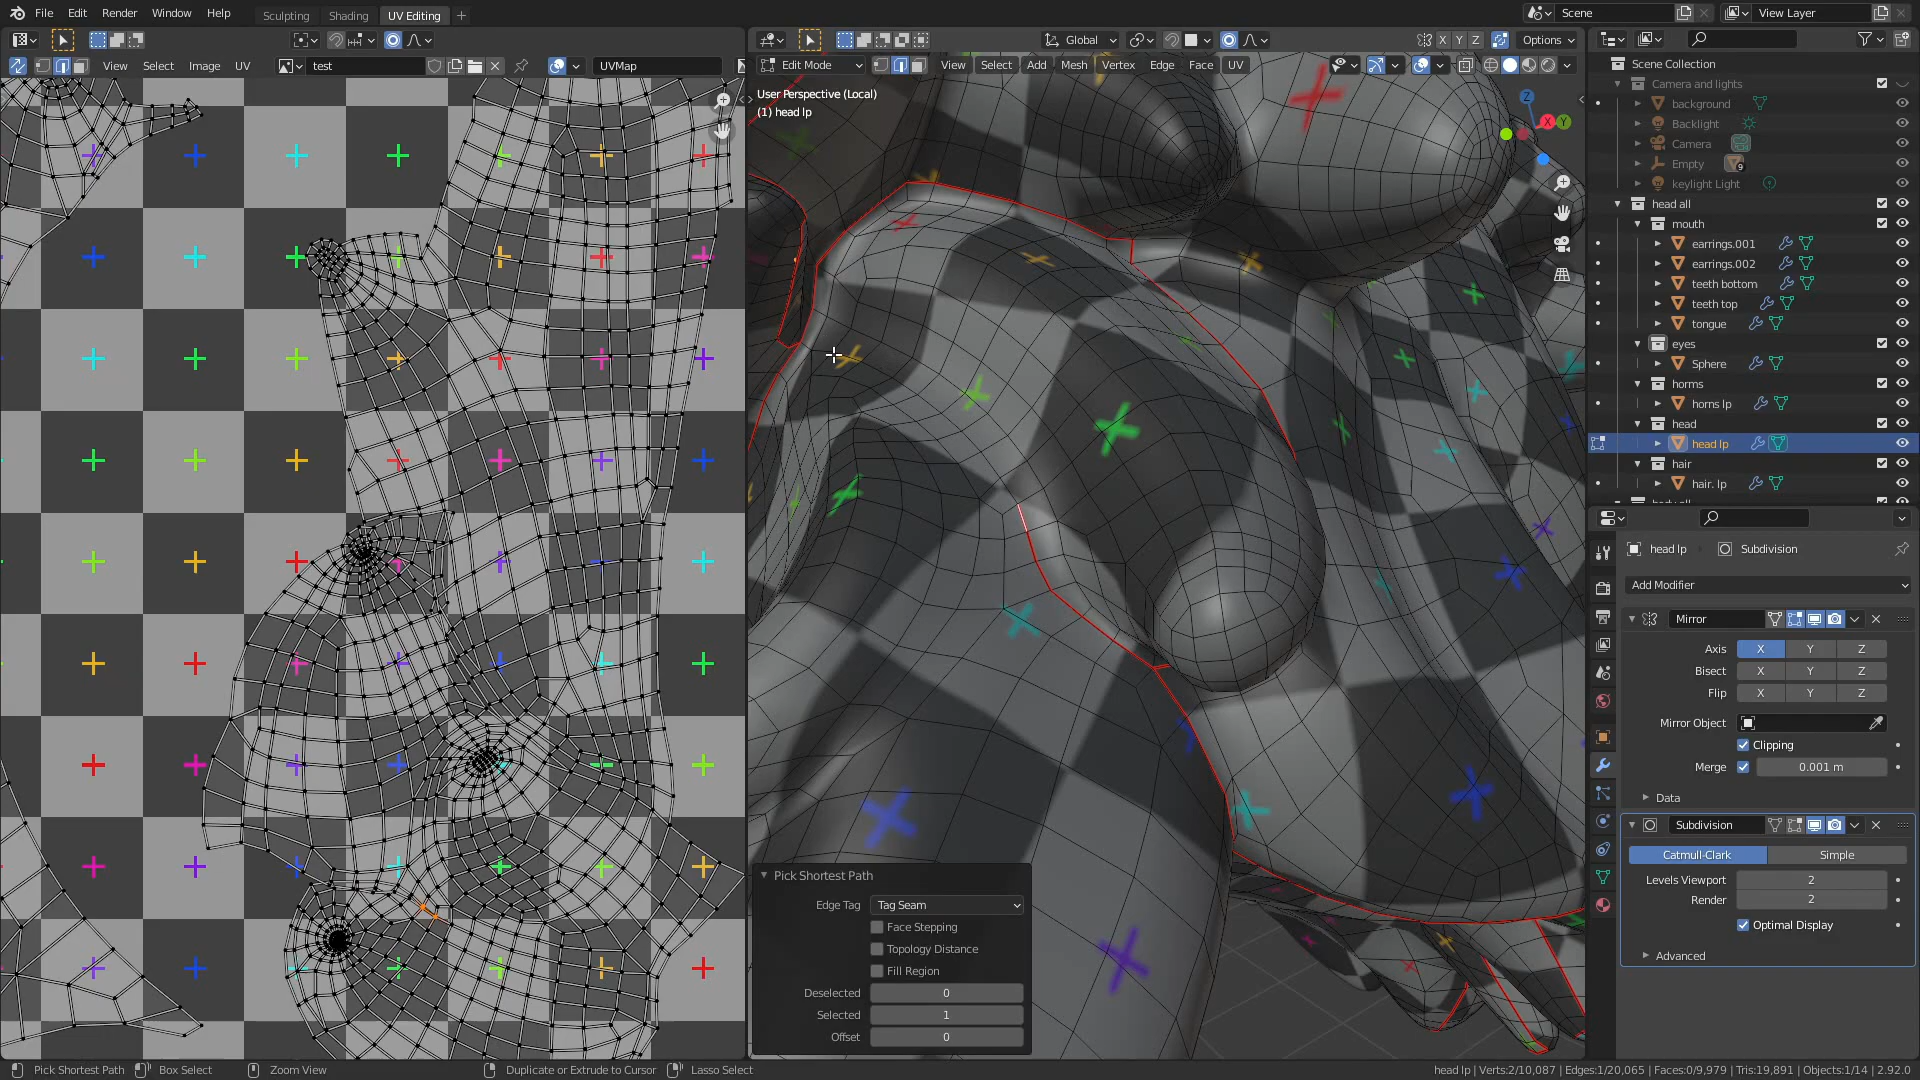 File Edit Render Window Help Sculpting Shading UV Editing + Scene View Layer
Global X Y Z Options
View Select Image UV test UVMap Edit Mode View Select Add Mesh Vertex Edge Face UV
User Perspective (Local)
(1) head lp
Z X Y
Scene Collection
Camera and lights
background
Backlight
Camera
Empty 9
keylight Light
head all
mouth
earrings.001
earrings.002
teeth bottom
teeth top
tongue
eyes
Sphere
horns
horns lp
head
head lp
hair
hair. lp
head lp > Subdivision
Add Modifier
Mirror
Axis X Y Z
Bisect X Y Z
Flip X Y Z
Mirror Object
Clipping
Merge 0.001 m
Data
Subdivision
Catmull-Clark Simple
Levels Viewport 2
Render 2
Optimal Display
Advanced
Pick Shortest Path
Edge Tag Tag Seam
Face Stepping
Topology Distance
Fill Region
Deselected 0
Selected 1
Offset 0
Pick Shortest Path Box Select Zoom View Duplicate or Extrude to Cursor Lasso Select head lp | Verts:2/10,087 | Edges:1/20,065 | Faces:0/9,979 | Tris:19,891 | Objects:1/14 | 2.92.0